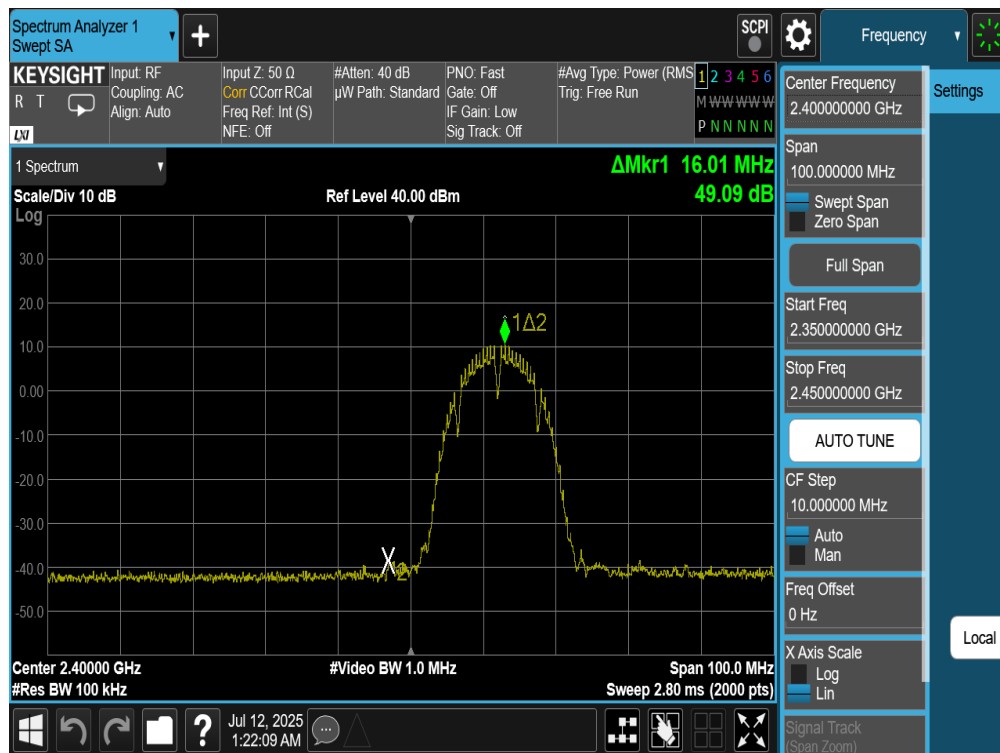 Spectrum Analyzer 1
Swept SA
+
SCPI
Frequency
KEYSIGHT
R T
LXI
Input: RF
Coupling: AC
Align: Auto
Input Z: 50 Ω
Corr CCorr RCal
Freq Ref: Int (S)
NFE: Off
#Atten: 40 dB
µW Path: Standard
PNO: Fast
Gate: Off
IF Gain: Low
Sig Track: Off
#Avg Type: Power (RMS
Trig: Free Run
1 2 3 4 5 6
M W W W W W
P N N N N N
1 Spectrum
ΔMkr1 16.01 MHz
49.09 dB
Scale/Div 10 dB
Ref Level 40.00 dBm
Log
30.0
20.0
10.0
0.00
-10.0
-20.0
-30.0
-40.0
-50.0
1Δ2
X2
Center 2.40000 GHz
#Video BW 1.0 MHz
Span 100.0 MHz
#Res BW 100 kHz
Sweep 2.80 ms (2000 pts)
Jul 12, 2025
1:22:09 AM
?
Center Frequency
2.400000000 GHz
Span
100.000000 MHz
Swept Span
Zero Span
Full Span
Start Freq
2.350000000 GHz
Stop Freq
2.450000000 GHz
AUTO TUNE
CF Step
10.000000 MHz
Auto
Man
Freq Offset
0 Hz
X Axis Scale
Log
Lin
Signal Track
(Span Zoom)
Settings
Local